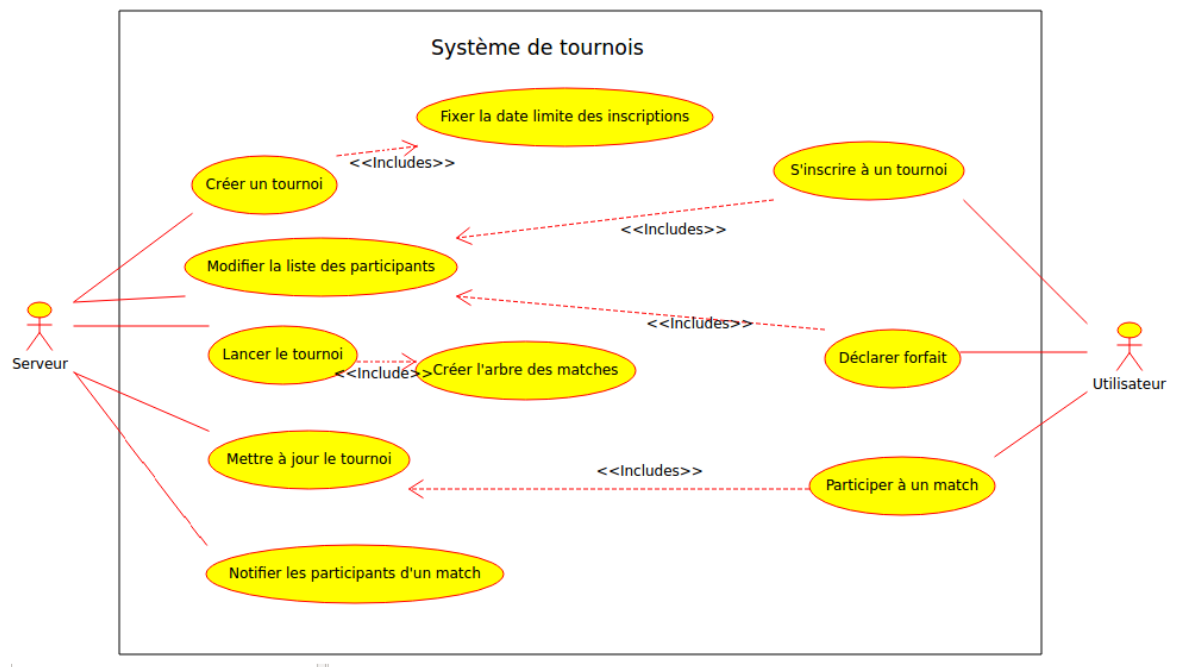 Système de tournois
Fixer la date limite des inscriptions
<<Includes>>
Créer un tournoi
S'inscrire à un tournoi
<<Includes>>
Modifier la liste des participants
<<Includes>>
Lancer le tournoi
<<Include>>
Créer l'arbre des matches
Déclarer forfait
Serveur
Utilisateur
Mettre à jour le tournoi
<<Includes>>
Participer à un match
Notifier les participants d'un match